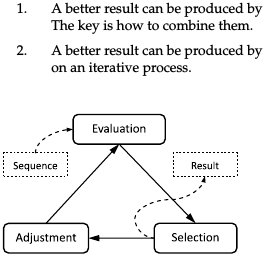 1. A better result can be produced by
The key is how to combine them.
2. A better result can be produced by
on an iterative process.
Evaluation
Sequence
Result
Adjustment
Selection